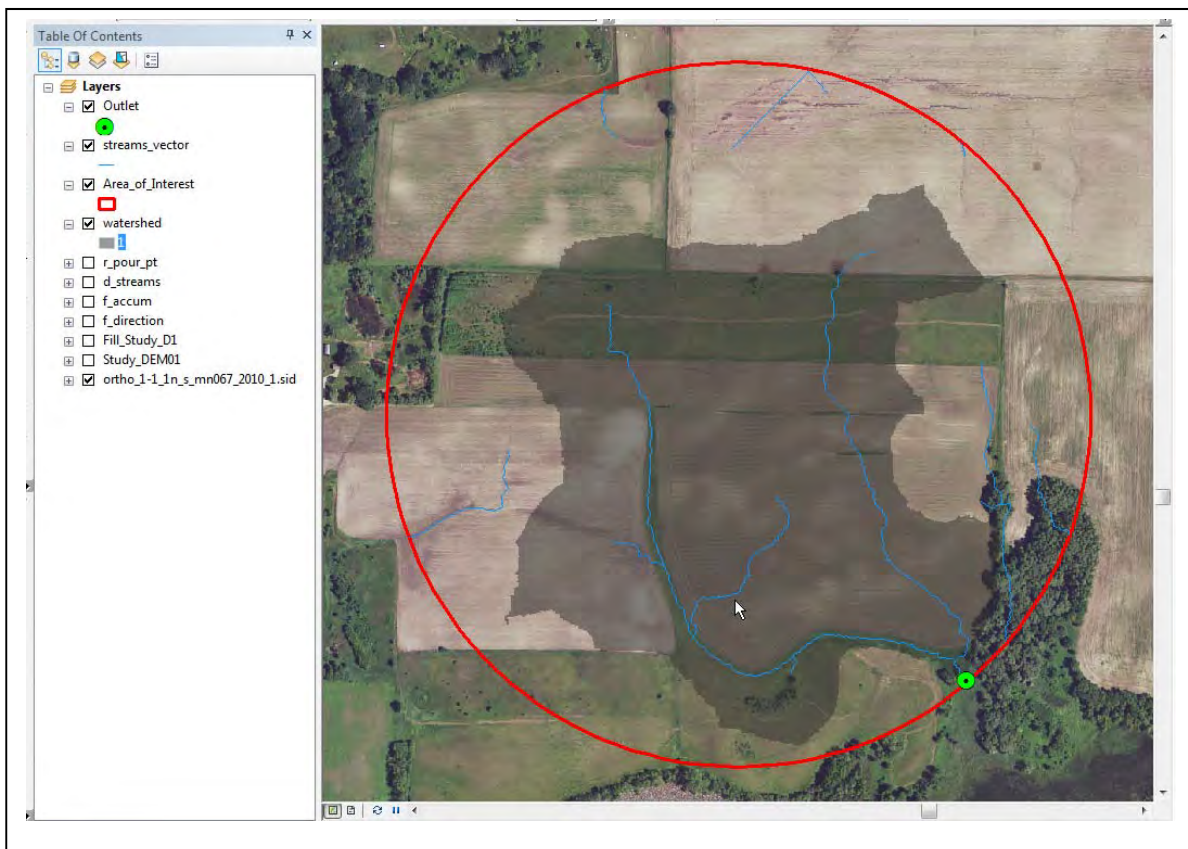 Table Of Contents
Layers
Outlet
streams_vector
Area_of_Interest
watershed
1
r_pour_pt
d_streams
f_accum
f_direction
Fill_Study_D1
Study_DEM01
ortho_1-1_1n_s_mn067_2010_1.sid